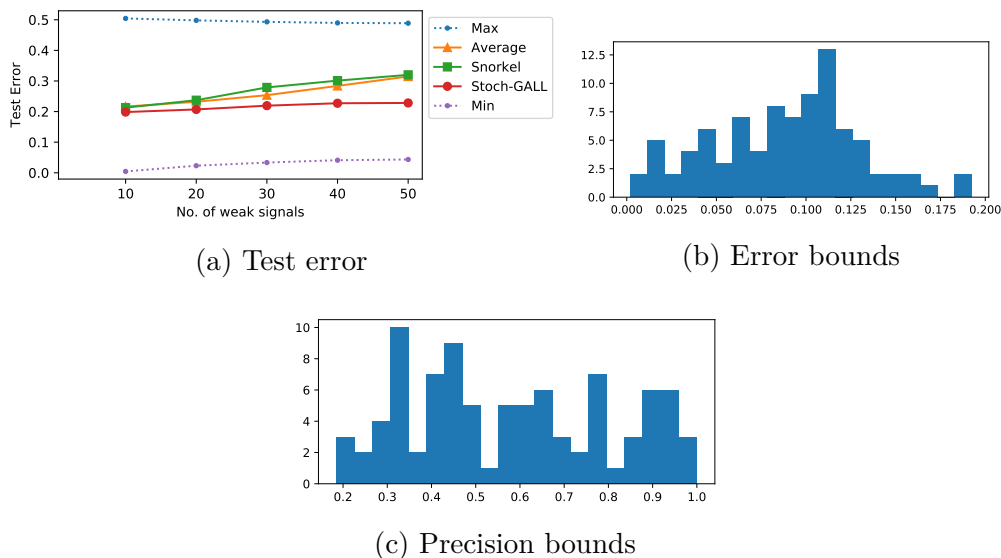 0.5
0.4
0.3
0.2
0.1
0.0
Test Error
10 20 30 40 50
No. of weak signals
Max
Average
Snorkel
Stoch-GALL
Min
(a) Test error
12.5
10.0
7.5
5.0
2.5
0.0
0.000 0.025 0.050 0.075 0.100 0.125 0.150 0.175 0.200
(b) Error bounds
10
8
6
4
2
0
0.2 0.3 0.4 0.5 0.6 0.7 0.8 0.9 1.0
(c) Precision bounds